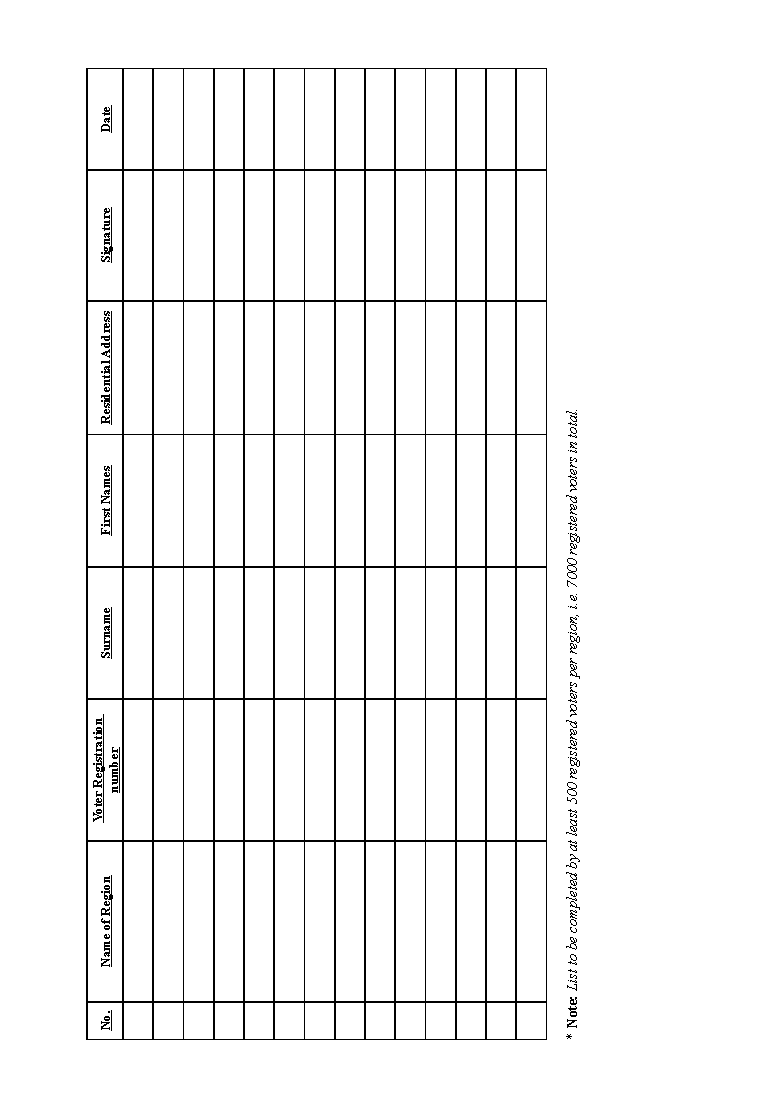 No.
Name of Region
Voter Registration
number
Surname
First Names
Residential Address
Signature
Date
* Note: List to be completed by at least 500 registered voters per region, i.e. 7000 registered voters in total.